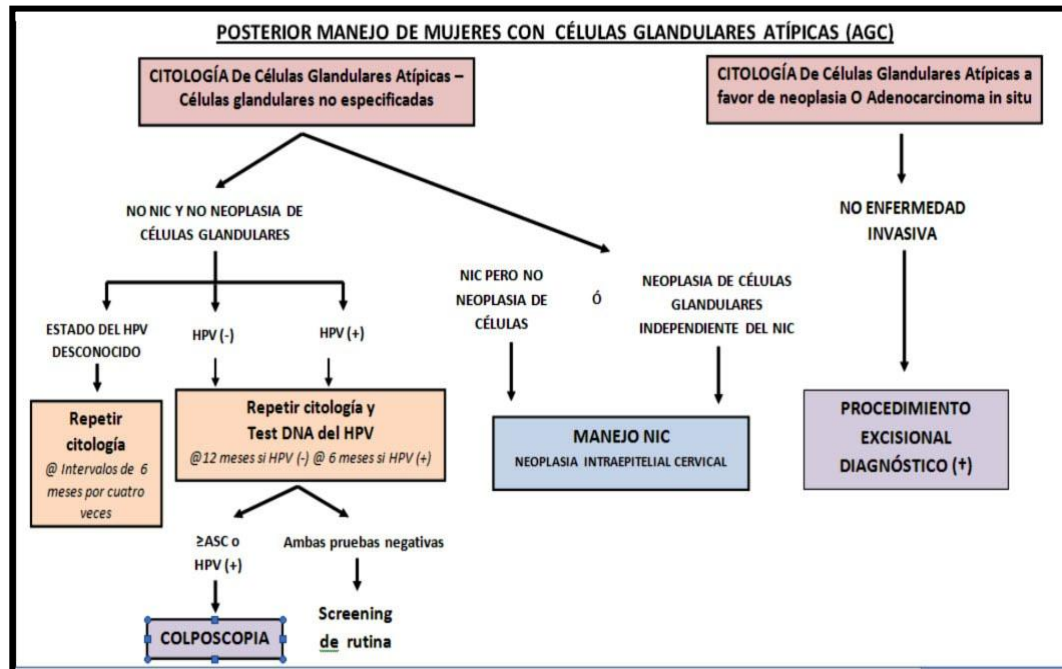 POSTERIOR MANEJO DE MUJERES CON CÉLULAS GLANDULARES ATÍPICAS (AGC)
CITOLOGÍA De Células Glandulares Atípicas –
Células glandulares no especificadas
CITOLOGÍA De Células Glandulares Atípicas a
favor de neoplasia O Adenocarcinoma in situ
NO NIC Y NO NEOPLASIA DE
CÉLULAS GLANDULARES
NO ENFERMEDAD
INVASIVA
NIC PERO NO
NEOPLASIA DE
CÉLULAS
Ó
NEOPLASIA DE CÉLULAS
GLANDULARES
INDEPENDIENTE DEL NIC
ESTADO DEL HPV
DESCONOCIDO
HPV (-)
HPV (+)
Repetir
citología
@ Intervalos de 6
meses por cuatro
veces
Repetir citología y
Test DNA del HPV
@12 meses si HPV (-) @ 6 meses si HPV (+)
MANEJO NIC
NEOPLASIA INTRAEPITELIAL CERVICAL
PROCEDIMIENTO
EXCISIONAL
DIAGNÓSTICO (†)
≥ASC o
HPV (+)
Ambas pruebas negativas
COLPOSCOPIA
Screening
de rutina